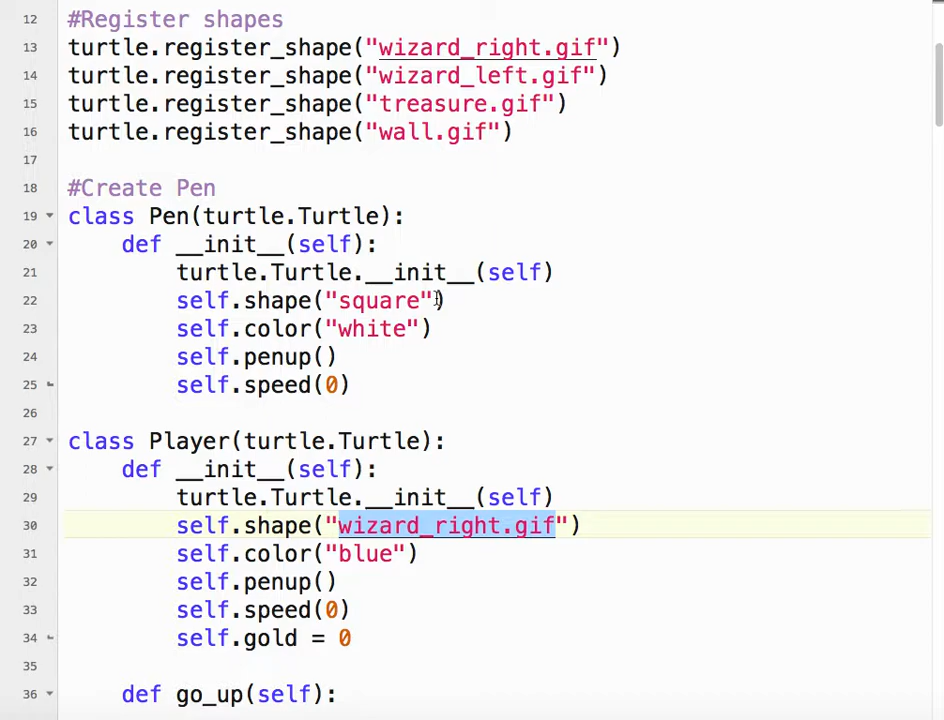 12 #Register shapes
13 turtle.register_shape("wizard_right.gif")
14 turtle.register_shape("wizard_left.gif")
15 turtle.register_shape("treasure.gif")
16 turtle.register_shape("wall.gif")
17
18 #Create Pen
19 class Pen(turtle.Turtle):
20     def __init__(self):
21         turtle.Turtle.__init__(self)
22         self.shape("square")
23         self.color("white")
24         self.penup()
25         self.speed(0)
26
27 class Player(turtle.Turtle):
28     def __init__(self):
29         turtle.Turtle.__init__(self)
30         self.shape("wizard_right.gif")
31         self.color("blue")
32         self.penup()
33         self.speed(0)
34         self.gold = 0
35
36     def go_up(self):